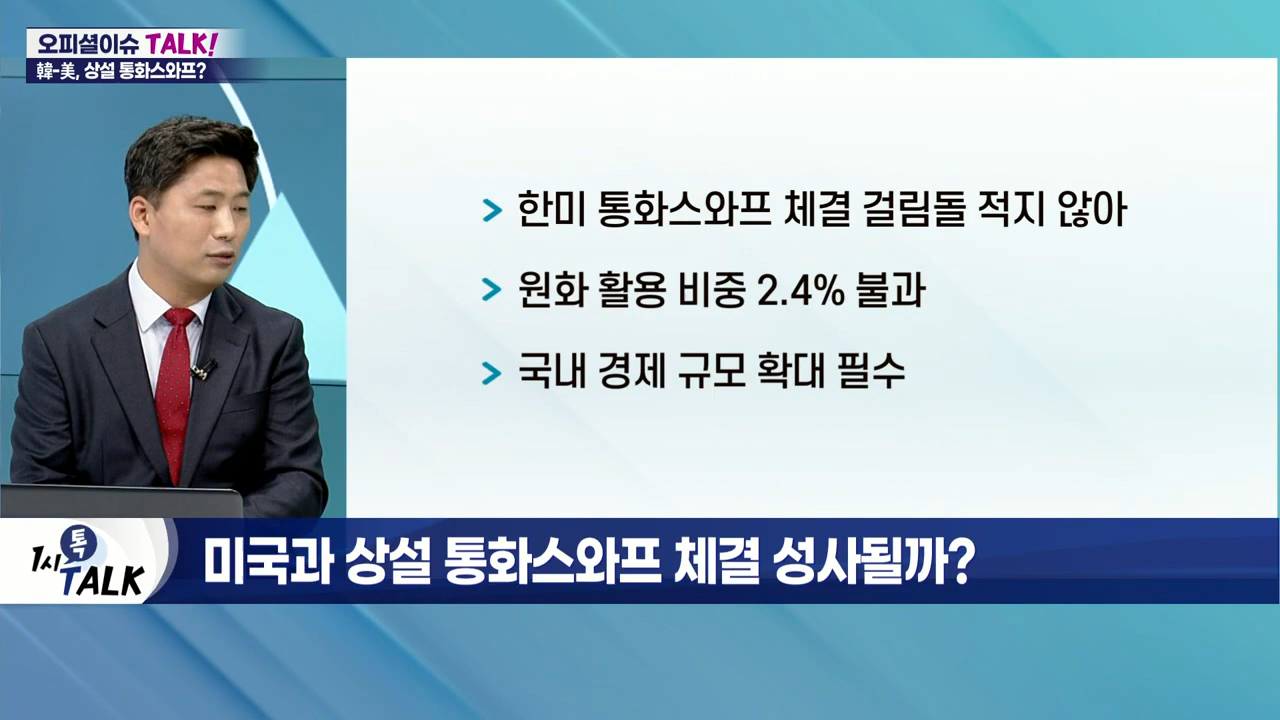 오피셜이슈 TALK!
韓-美, 상설 통화스와프?
> 한미 통화스와프 체결 걸림돌 적지 않아
> 원화 활용 비중 2.4% 불과
> 국내 경제 규모 확대 필수
1시톡 TALK
미국과 상설 통화스와프 체결 성사될까?